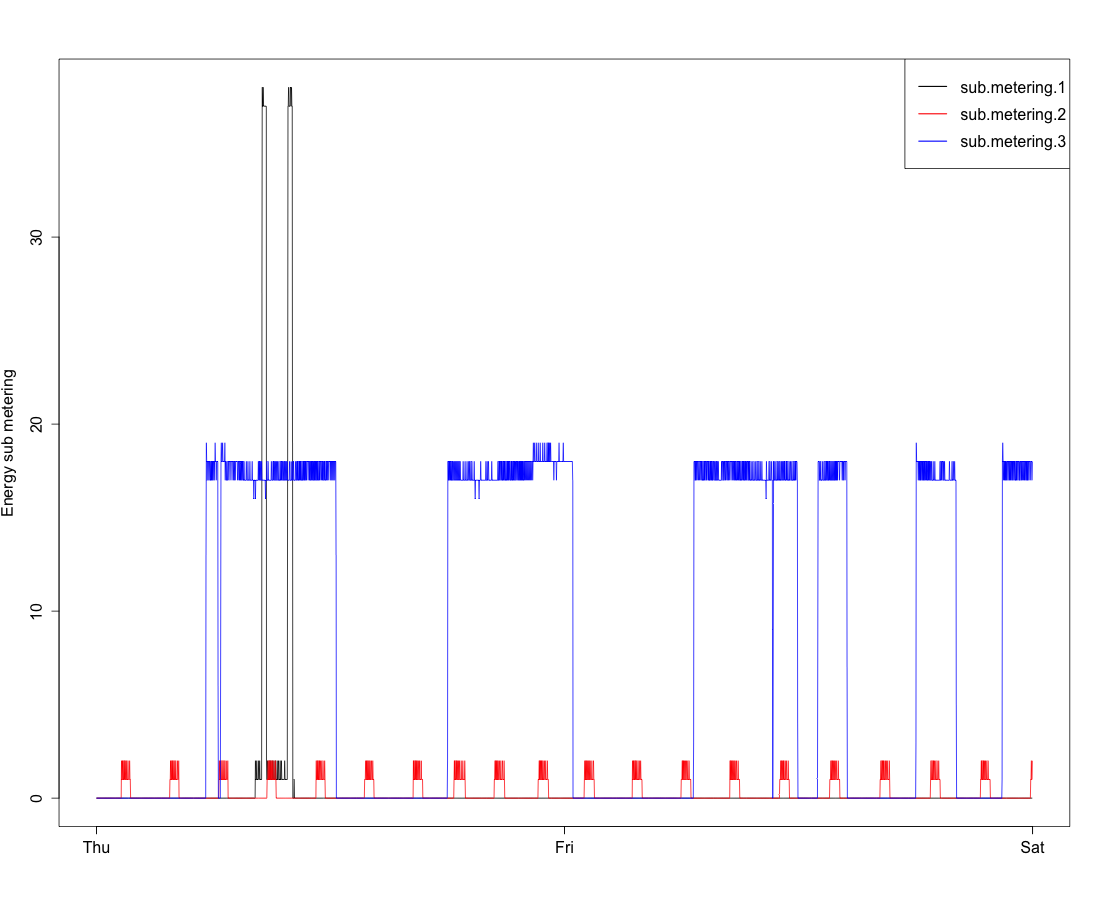 sub.metering.1
sub.metering.2
sub.metering.3
30
20
10
0
Energy sub metering
Thu Fri Sat